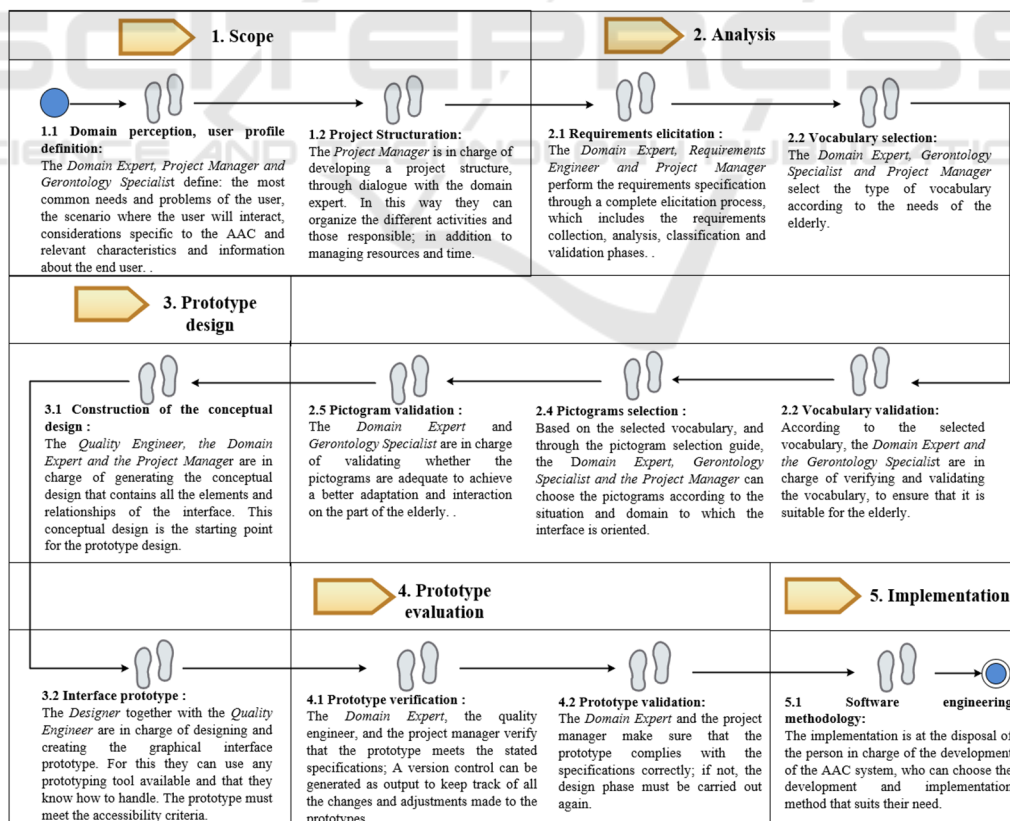 1. Scope
2. Analysis
1.1 Domain perception, user profile
definition:
The Domain Expert, Project Manager and
Gerontology Specialist define: the most
common needs and problems of the user,
the scenario where the user will interact,
considerations specific to the AAC and
relevant characteristics and information
about the end user. .
1.2 Project Structuration:
The Project Manager is in charge of
developing a project structure,
through dialogue with the domain
expert. In this way they can
organize the different activities and
those responsible; in addition to
managing resources and time.
2.1 Requirements elicitation :
The Domain Expert, Requirements
Engineer and Project Manager
perform the requirements specification
through a complete elicitation process,
which includes the requirements
collection, analysis, classification and
validation phases. .
2.2 Vocabulary selection:
The Domain Expert, Gerontology
Specialist and Project Manager
select the type of vocabulary
according to the needs of the
elderly.
3. Prototype
design
3.1 Construction of the conceptual
design :
The Quality Engineer, the Domain
Expert and the Project Manager are in
charge of generating the conceptual
design that contains all the elements and
relationships of the interface. This
conceptual design is the starting point
for the prototype design.
2.5 Pictogram validation :
The Domain Expert and
Gerontology Specialist are in charge
of validating whether the
pictograms are adequate to achieve
a better adaptation and interaction
on the part of the elderly. .
2.4 Pictograms selection :
Based on the selected vocabulary, and
through the pictogram selection guide,
the Domain Expert, Gerontology
Specialist and the Project Manager can
choose the pictograms according to the
situation and domain to which the
interface is oriented.
2.2 Vocabulary validation:
According to the selected
vocabulary, the Domain Expert and
the Gerontology Specialist are in
charge of verifying and validating
the vocabulary, to ensure that it is
suitable for the elderly.
4. Prototype
evaluation
5. Implementation
3.2 Interface prototype :
The Designer together with the Quality
Engineer are in charge of designing and
creating the graphical interface
prototype. For this they can use any
prototyping tool available and that they
know how to handle. The prototype must
meet the accessibility criteria.
4.1 Prototype verification :
The Domain Expert, the quality
engineer, and the project manager verify
that the prototype meets the stated
specifications; A version control can be
generated as output to keep track of all
the changes and adjustments made to the
prototypes
4.2 Prototype validation:
The Domain Expert and the project
manager make sure that the
prototype complies with the
specifications correctly; if not, the
design phase must be carried out
again.
5.1 Software engineering
methodology:
The implementation is at the disposal of
the person in charge of the development
of the AAC system, who can choose the
development and implementation
method that suits their need.